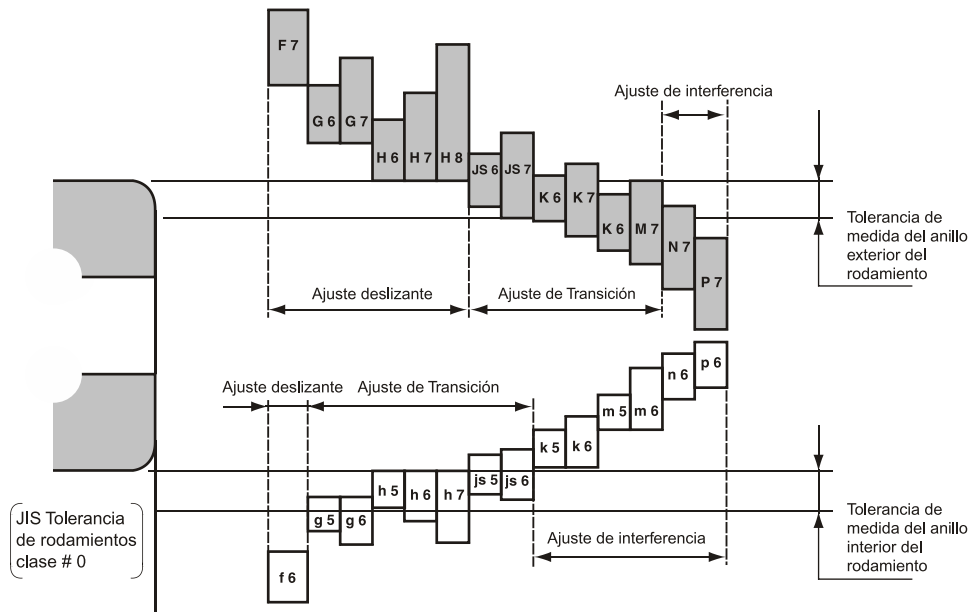 F 7
G 6
G 7
H 6
H 7
H 8
JS 6
JS 7
K 6
K 7
K 6
M 7
N 7
P 7
Ajuste de interferencia
Tolerancia de
medida del anillo
exterior del
rodamiento
Ajuste deslizante
Ajuste de Transición
Ajuste deslizante
Ajuste de Transición
f 6
g 5
g 6
h 5
h 6
h 7
js 5
js 6
k 5
k 6
m 5
m 6
n 6
p 6
Ajuste de interferencia
JIS Tolerancia
de rodamientos
clase # 0
Tolerancia de
medida del anillo
interior del
rodamiento